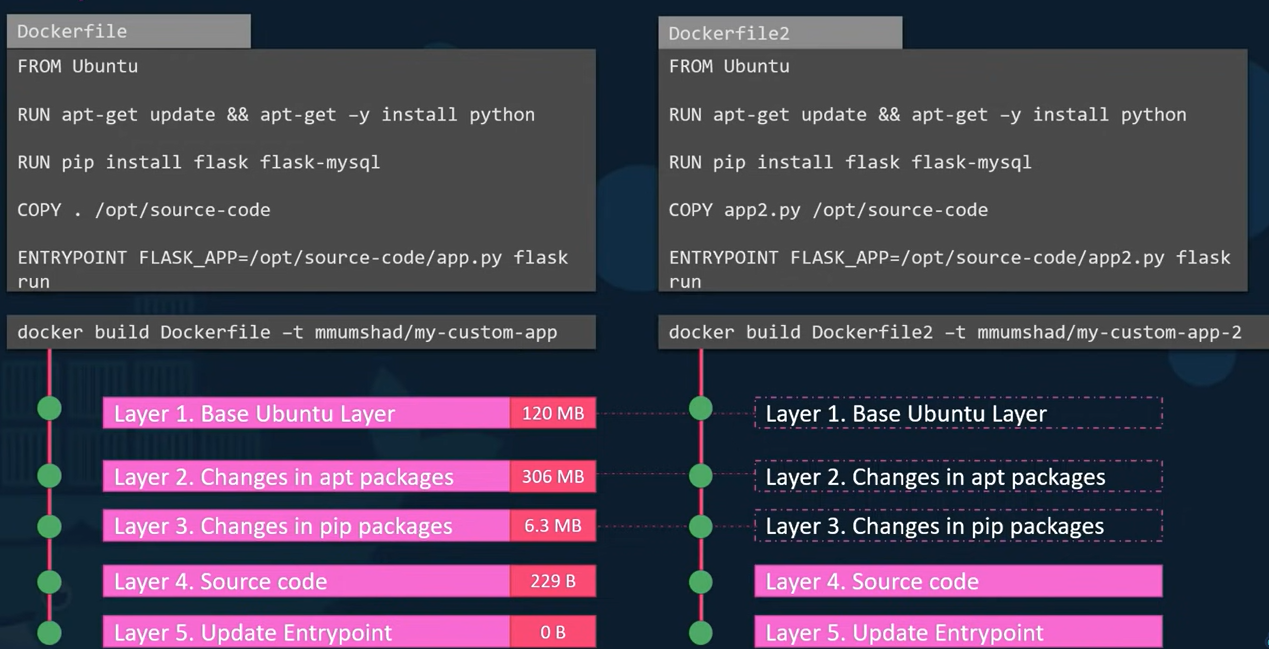 Dockerfile
FROM Ubuntu
RUN apt-get update && apt-get –y install python
RUN pip install flask flask-mysql
COPY . /opt/source-code
ENTRYPOINT FLASK_APP=/opt/source-code/app.py flask
run
docker build Dockerfile –t mmumshad/my-custom-app
Layer 1. Base Ubuntu Layer 120 MB
Layer 2. Changes in apt packages 306 MB
Layer 3. Changes in pip packages 6.3 MB
Layer 4. Source code 229 B
Layer 5. Update Entrypoint 0 B
Dockerfile2
FROM Ubuntu
RUN apt-get update && apt-get –y install python
RUN pip install flask flask-mysql
COPY app2.py /opt/source-code
ENTRYPOINT FLASK_APP=/opt/source-code/app2.py flask
run
docker build Dockerfile2 –t mmumshad/my-custom-app-2
Layer 1. Base Ubuntu Layer
Layer 2. Changes in apt packages
Layer 3. Changes in pip packages
Layer 4. Source code
Layer 5. Update Entrypoint